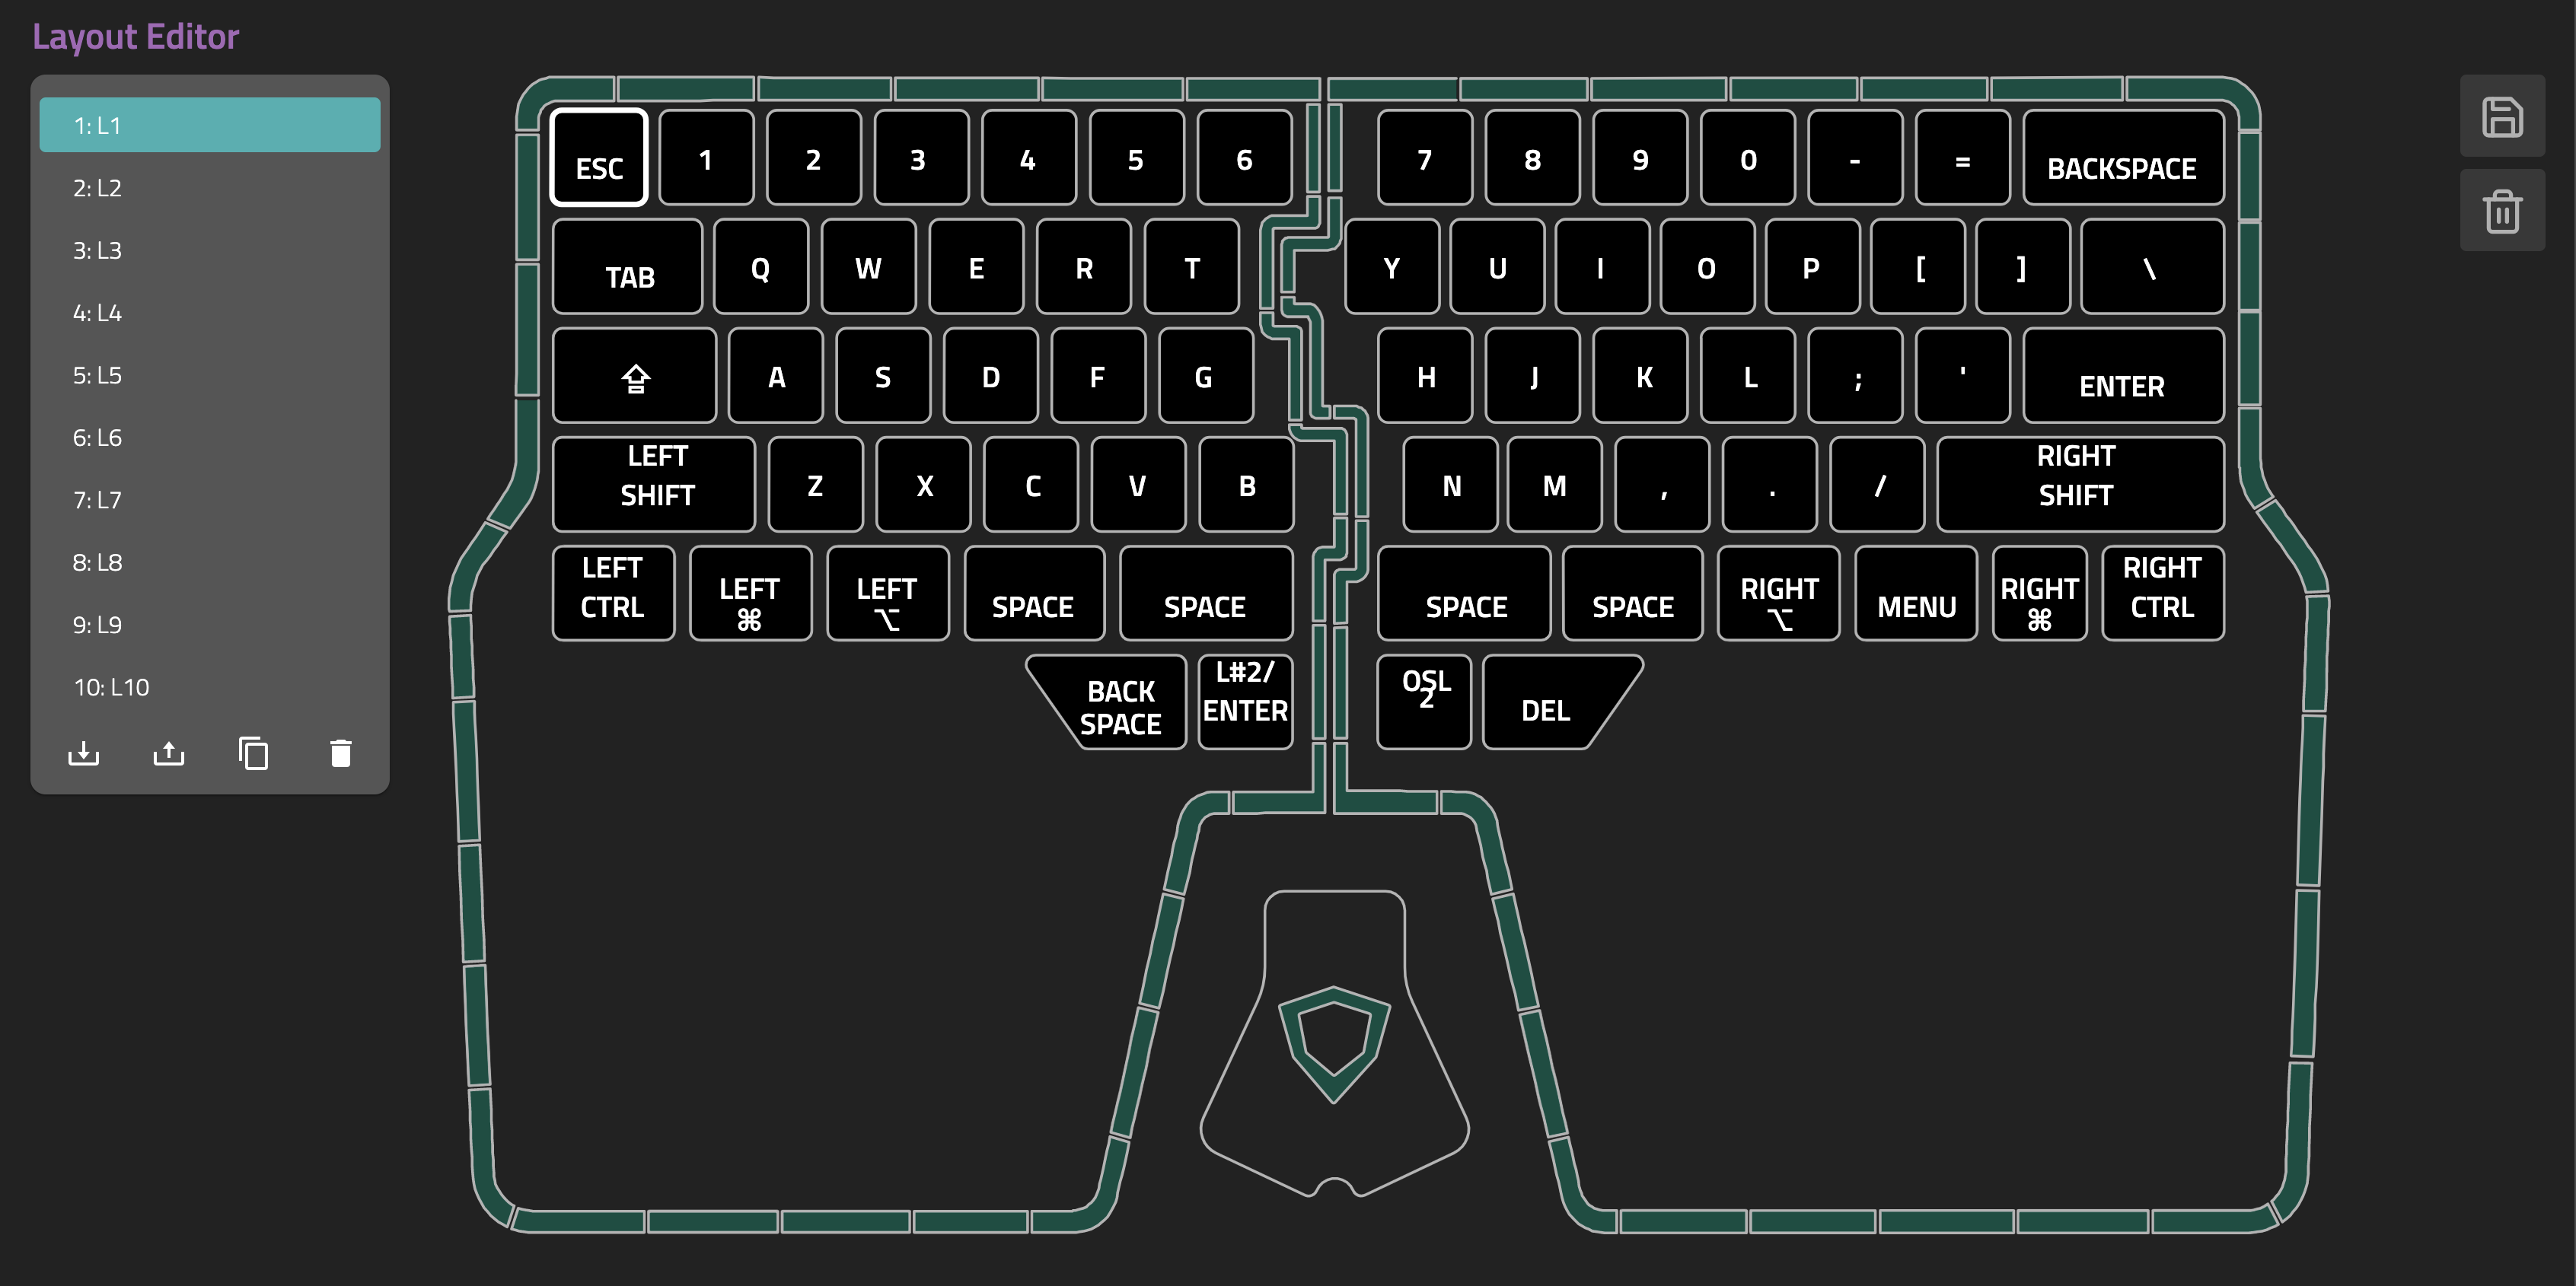 Layout Editor
1: L1
2: L2
3: L3
4: L4
5: L5
6: L6
7: L7
8: L8
9: L9
10: L10
ESC 1 2 3 4 5 6 7 8 9 0 - = BACKSPACE
TAB Q W E R T Y U I O P [ ] \
A S D F G H J K L ; ' ENTER
LEFT
SHIFT
Z X C V B N M , . /
RIGHT
SHIFT
LEFT
CTRL
LEFT
⌘
LEFT
⌥
SPACE
SPACE
SPACE
SPACE
RIGHT
⌥
MENU
RIGHT
⌘
RIGHT
CTRL
BACK
SPACE
L#2/
ENTER
OSL
2
DEL